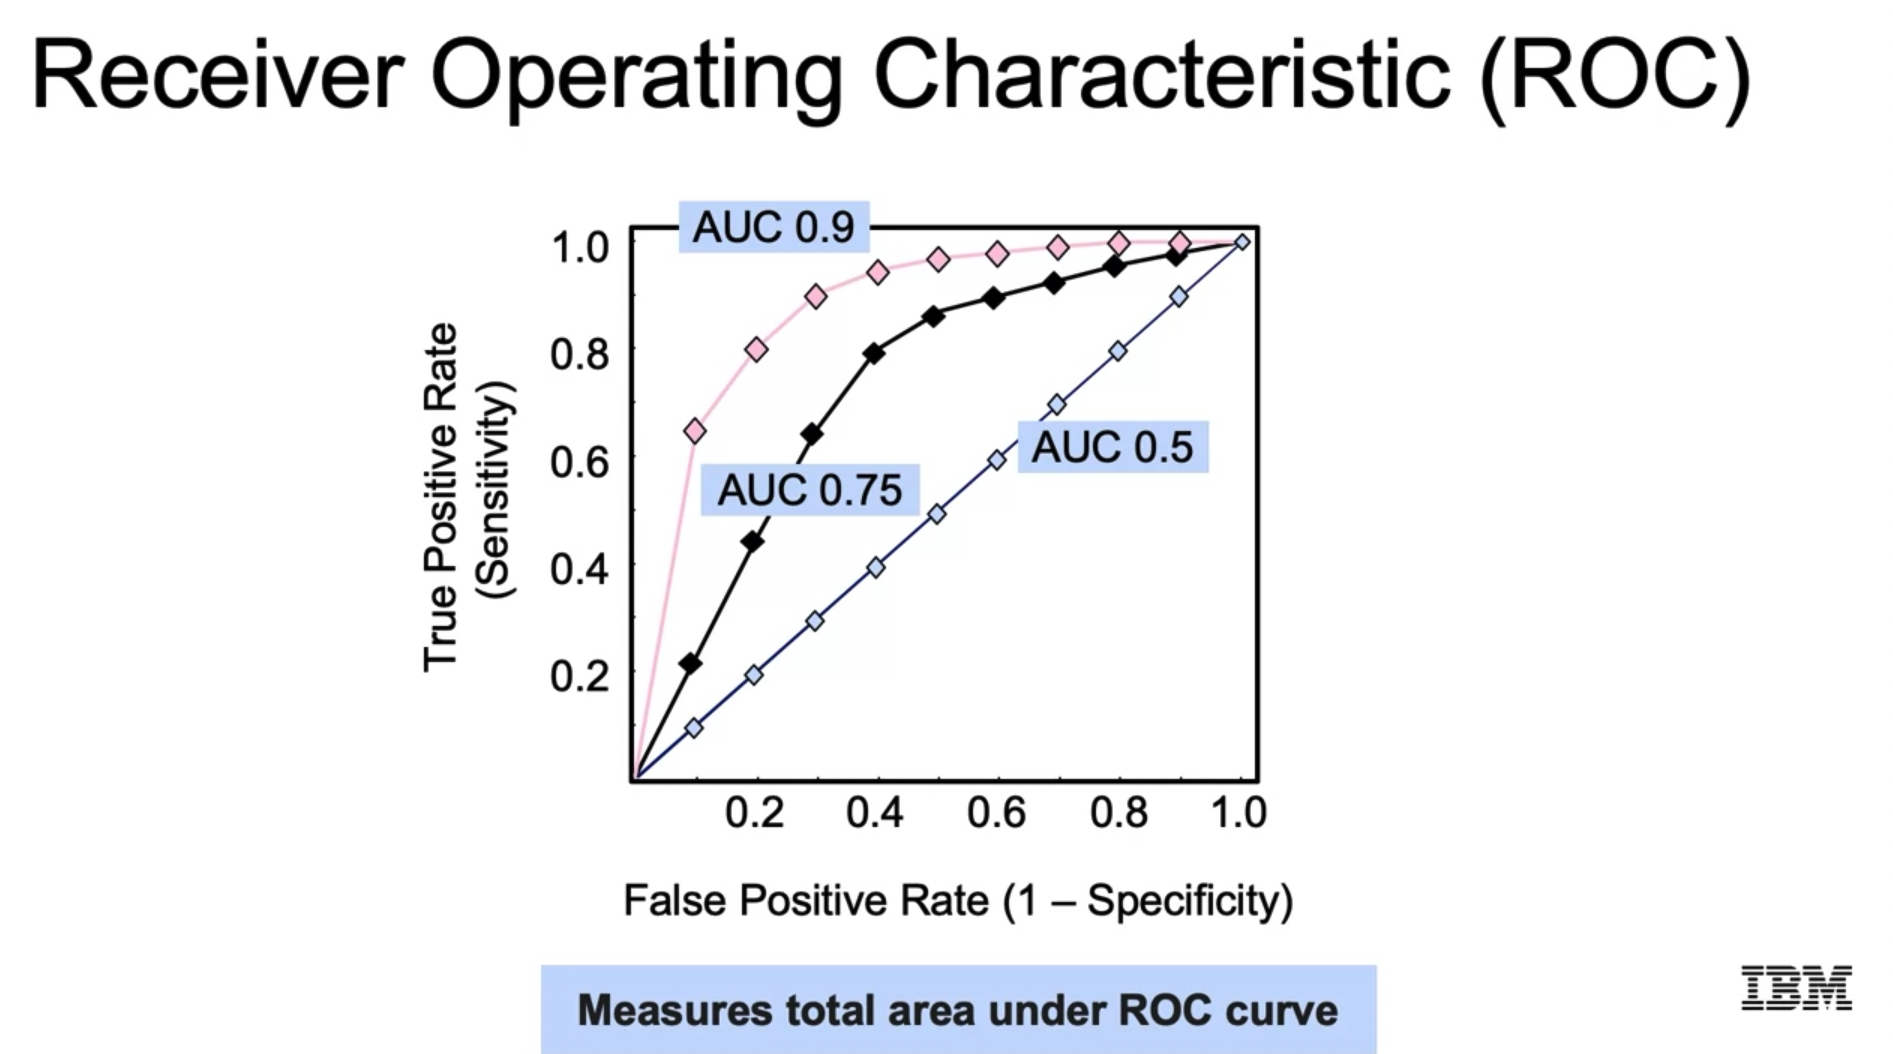 Receiver Operating Characteristic (ROC)
AUC 0.9
1.0
0.8
0.6
0.4
0.2
True Positive Rate
(Sensitivity)
AUC 0.75
AUC 0.5
0.2 0.4 0.6 0.8 1.0
False Positive Rate (1 – Specificity)
Measures total area under ROC curve
IBM